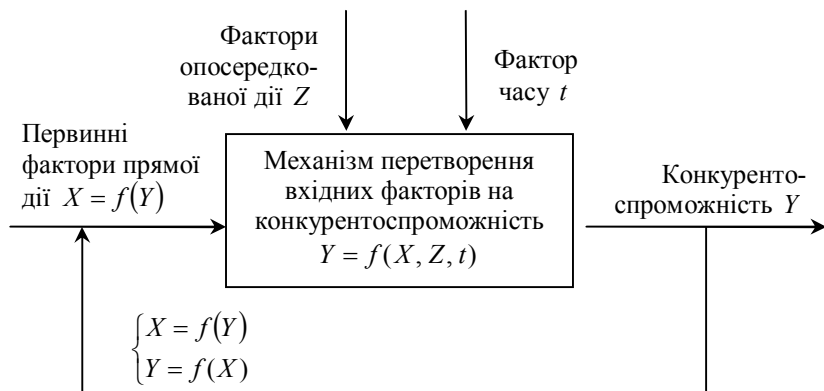 Фактори
опосередко-
ваної дії Z
Фактор
часу t
Первинні
фактори прямої
дії X = f(Y)
Механізм перетворення
вхідних факторів на
конкурентоспроможність
Y = f(X, Z, t)
Конкуренто-
спроможність Y
{ X = f(Y)
Y = f(X)